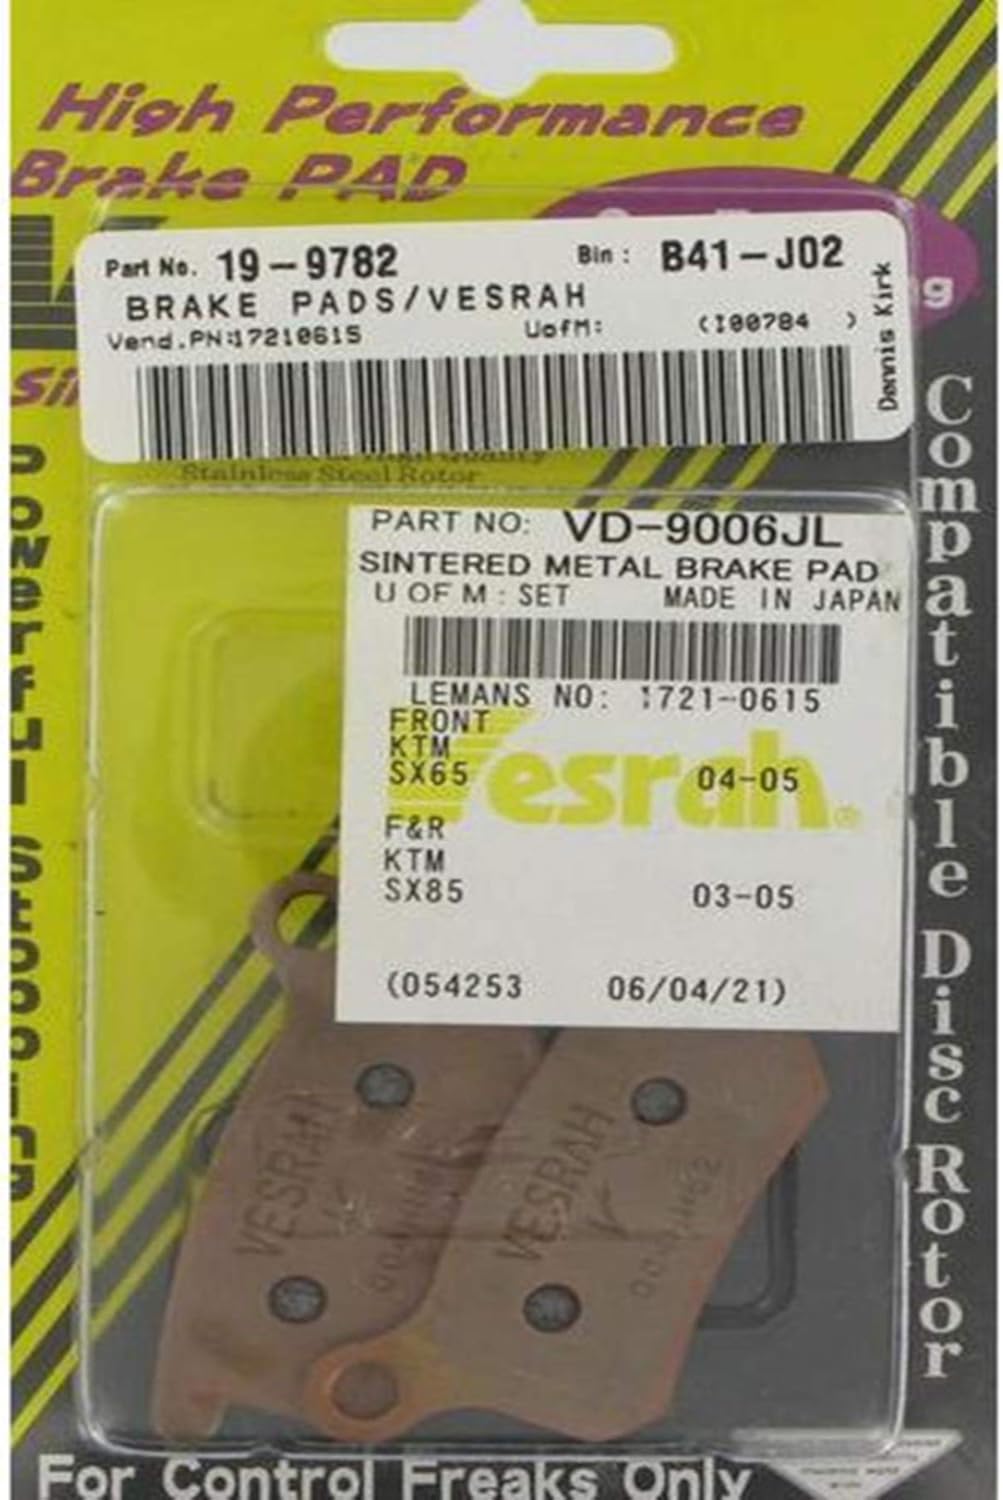 High Performance
Brake PAD
Part No. 19-9782 Bin: B41-J02
BRAKE PADS/VESRAH
Vend.PN:17210615 UofM: (I00784 )
Dennis Kirk
Stainless Steel Rotor
PART NO: VD-9006JL
SINTERED METAL BRAKE PAD
U OF M : SET MADE IN JAPAN
LEMANS NO: 1721-0615
FRONT
KTM
SX65 04-05
Vesrah®
F&R
KTM
SX85 03-05
(054253 06/04/21)
Powerful Stopping
Compatible Disc Rotor
VESRAH
VESRAH
For Control Freaks Only